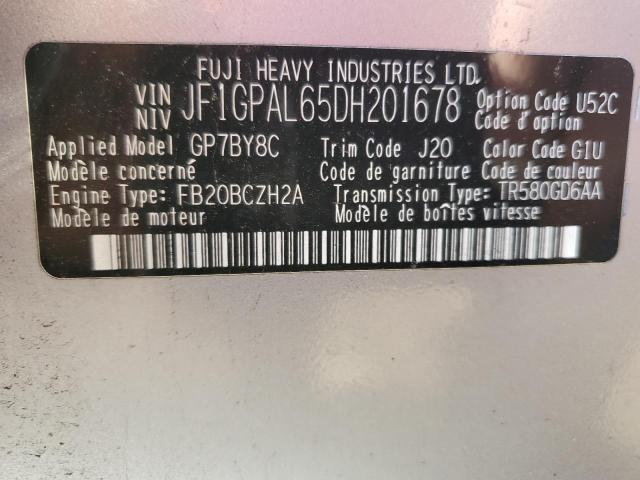 FUJI HEAVY INDUSTRIES LTD.
VIN NIV JF1GPAL65DH201678 Option Code U52C
Code d'option
Applied Model GP7BY8C Trim Code J20 Color Code G1U
Modèle concerné Code de garniture Code de couleur
Engine Type: FB20BCZH2A Transmission Type: TR580GD6AA
Modèle de moteur Modèle de boîtes vitesse